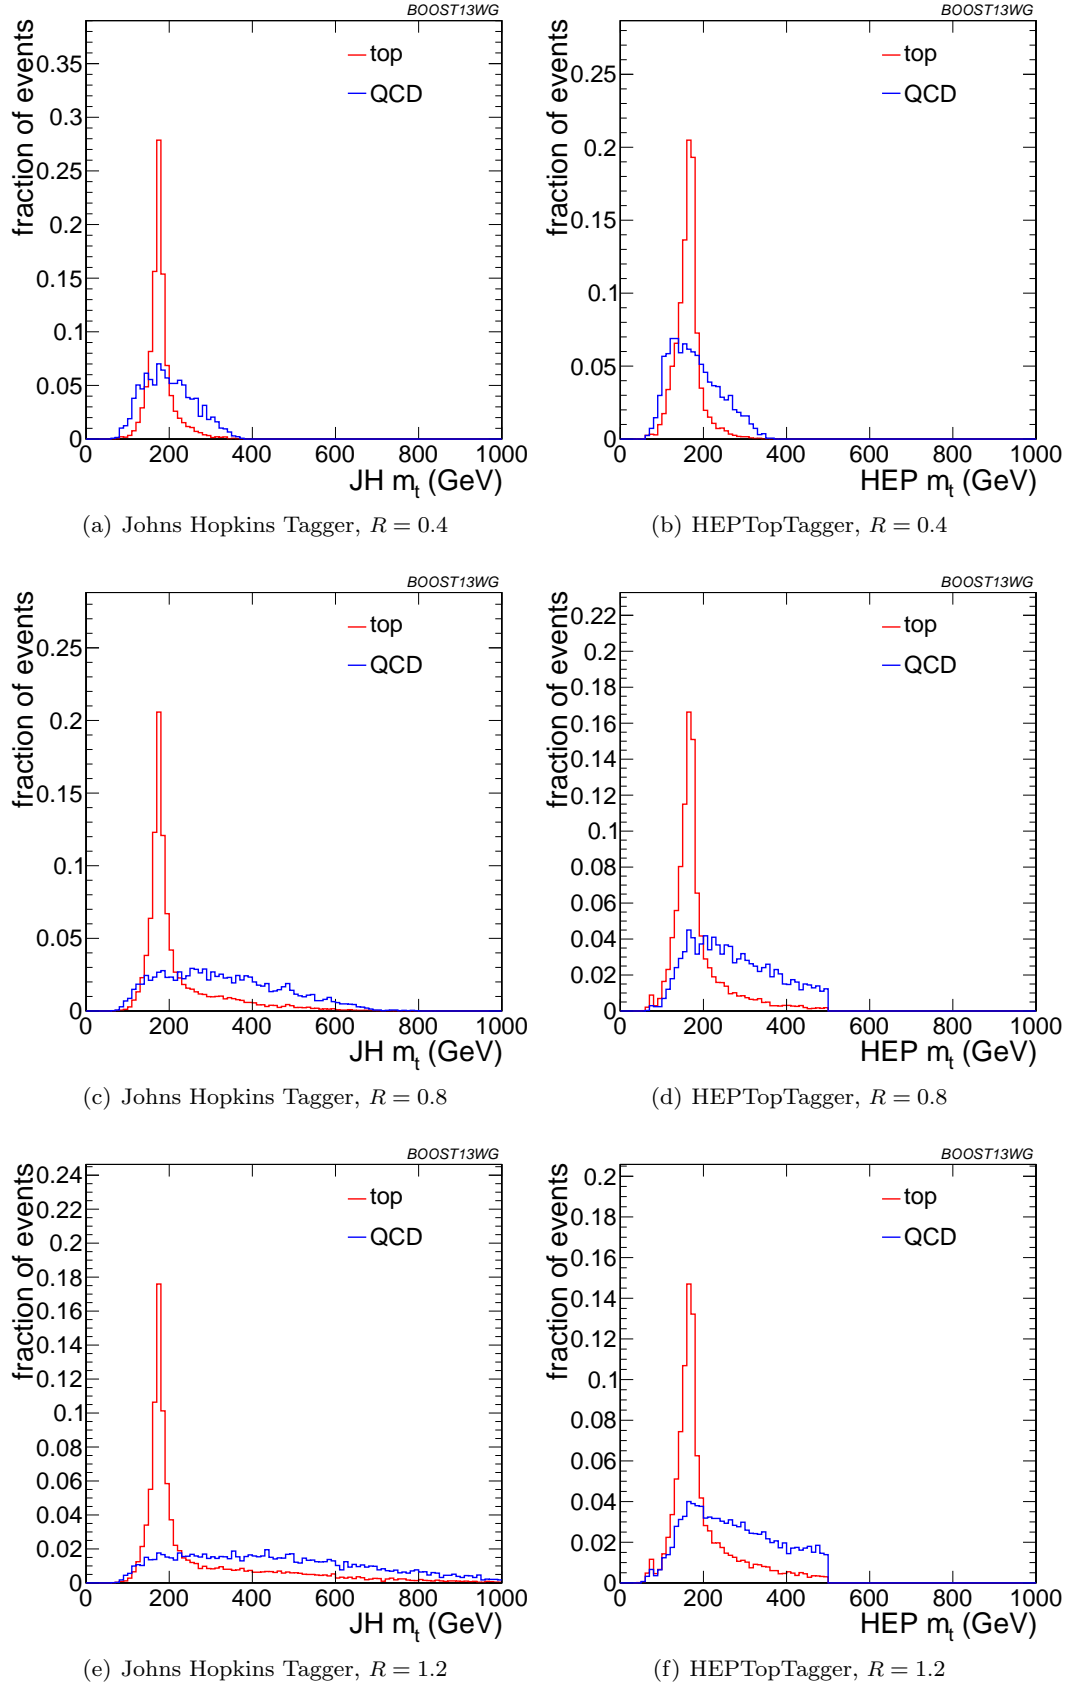 BOOST13WG
fraction of events
top
QCD
0.35
0.3
0.25
0.2
0.15
0.1
0.05
0
0 200 400 600 800 1000
JH m_t (GeV)
(a) Johns Hopkins Tagger, R = 0.4
BOOST13WG
fraction of events
top
QCD
0.25
0.2
0.15
0.1
0.05
0
0 200 400 600 800 1000
HEP m_t (GeV)
(b) HEPTopTagger, R = 0.4
BOOST13WG
fraction of events
top
QCD
0.25
0.2
0.15
0.1
0.05
0
0 200 400 600 800 1000
JH m_t (GeV)
(c) Johns Hopkins Tagger, R = 0.8
BOOST13WG
fraction of events
top
QCD
0.22
0.2
0.18
0.16
0.14
0.12
0.1
0.08
0.06
0.04
0.02
0
0 200 400 600 800 1000
HEP m_t (GeV)
(d) HEPTopTagger, R = 0.8
BOOST13WG
fraction of events
top
QCD
0.24
0.22
0.2
0.18
0.16
0.14
0.12
0.1
0.08
0.06
0.04
0.02
0
0 200 400 600 800 1000
JH m_t (GeV)
(e) Johns Hopkins Tagger, R = 1.2
BOOST13WG
fraction of events
top
QCD
0.2
0.18
0.16
0.14
0.12
0.1
0.08
0.06
0.04
0.02
0
0 200 400 600 800 1000
HEP m_t (GeV)
(f) HEPTopTagger, R = 1.2